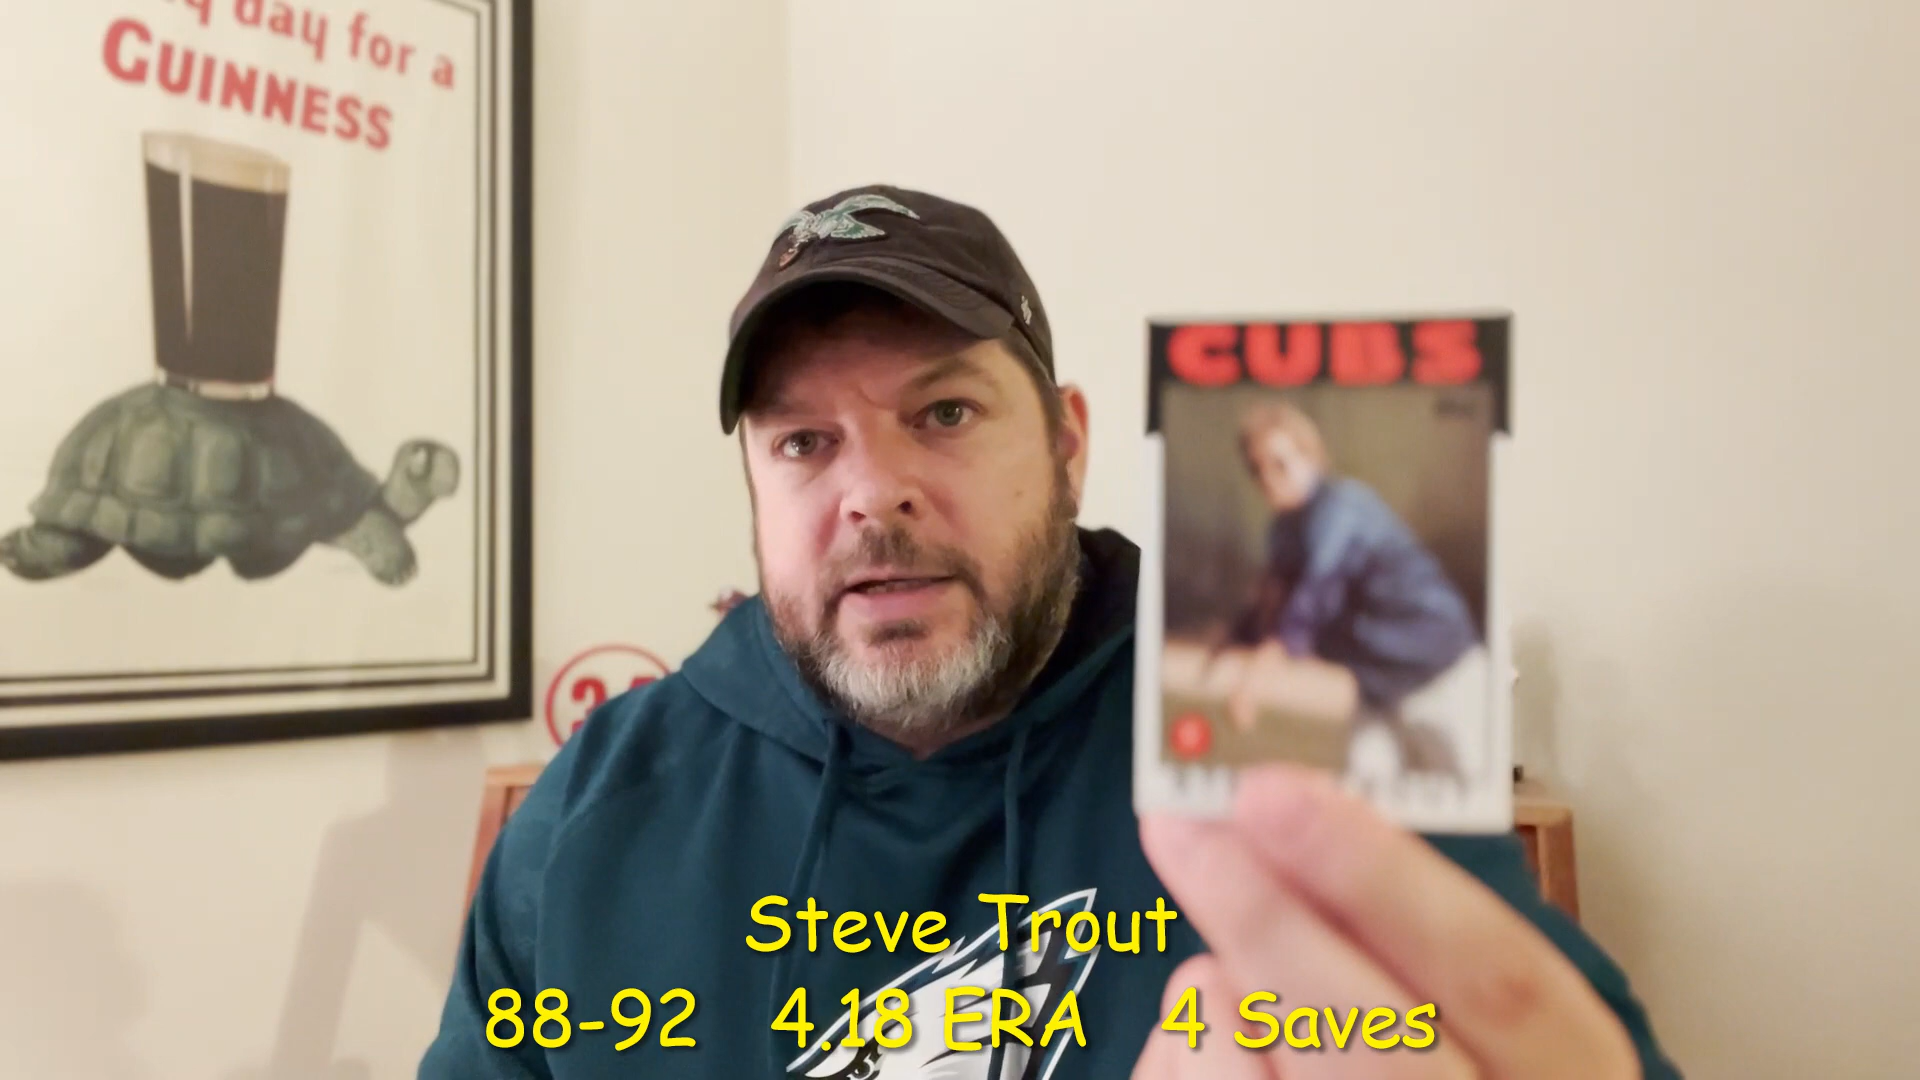 day for a
GUINNESS
CUBS
Steve Trout
88-92 4.18 ERA 4 Saves